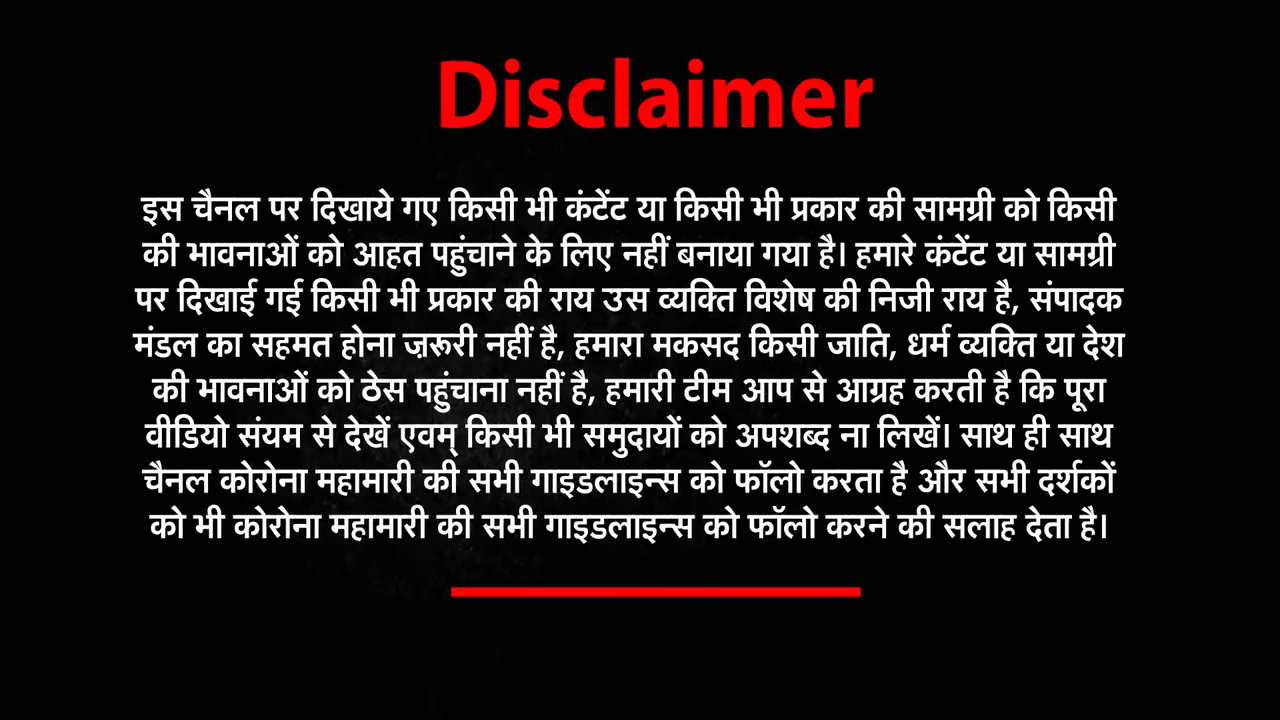 Disclaimer
इस चैनल पर दिखाये गए किसी भी कंटेंट या किसी भी प्रकार की सामग्री को किसी
की भावनाओं को आहत पहुंचाने के लिए नहीं बनाया गया है। हमारे कंटेंट या सामग्री
पर दिखाई गई किसी भी प्रकार की राय उस व्यक्ति विशेष की निजी राय है, संपादक
मंडल का सहमत होना ज़रूरी नहीं है, हमारा मकसद किसी जाति, धर्म व्यक्ति या देश
की भावनाओं को ठेस पहुंचाना नहीं है, हमारी टीम आप से आग्रह करती है कि पूरा
वीडियो संयम से देखें एवम् किसी भी समुदायों को अपशब्द ना लिखें। साथ ही साथ
चैनल कोरोना महामारी की सभी गाइडलाइन्स को फॉलो करता है और सभी दर्शकों
को भी कोरोना महामारी की सभी गाइडलाइन्स को फॉलो करने की सलाह देता है।